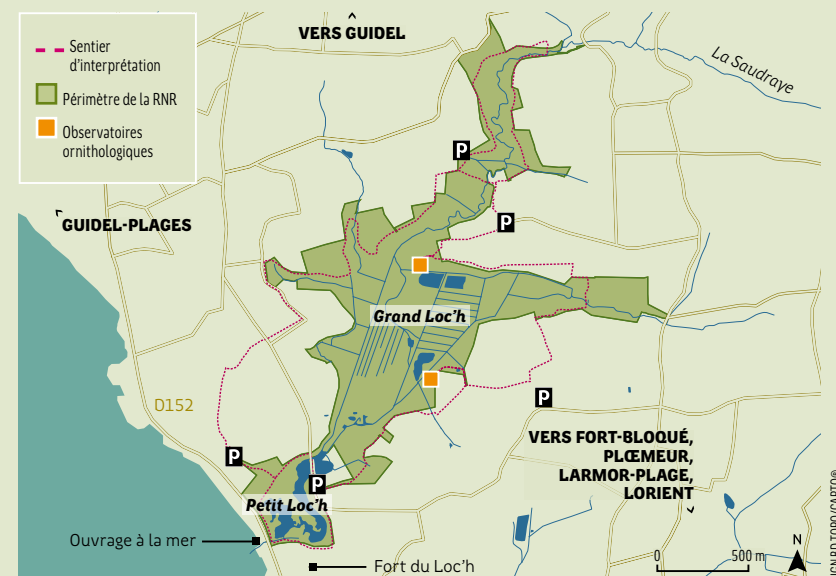 VERS GUIDEL
Sentier
d'interprétation
Périmètre de la RNR
Observatoires
ornithologiques
La Saudraye
P
GUIDEL-PLAGES
P
Grand Loc'h
D152
P
VERS FORT-BLOQUÉ,
PLŒMEUR,
LARMOR-PLAGE,
LORIENT
P
P
Petit Loc'h
Ouvrage à la mer
Fort du Loc'h
0 500 m
N